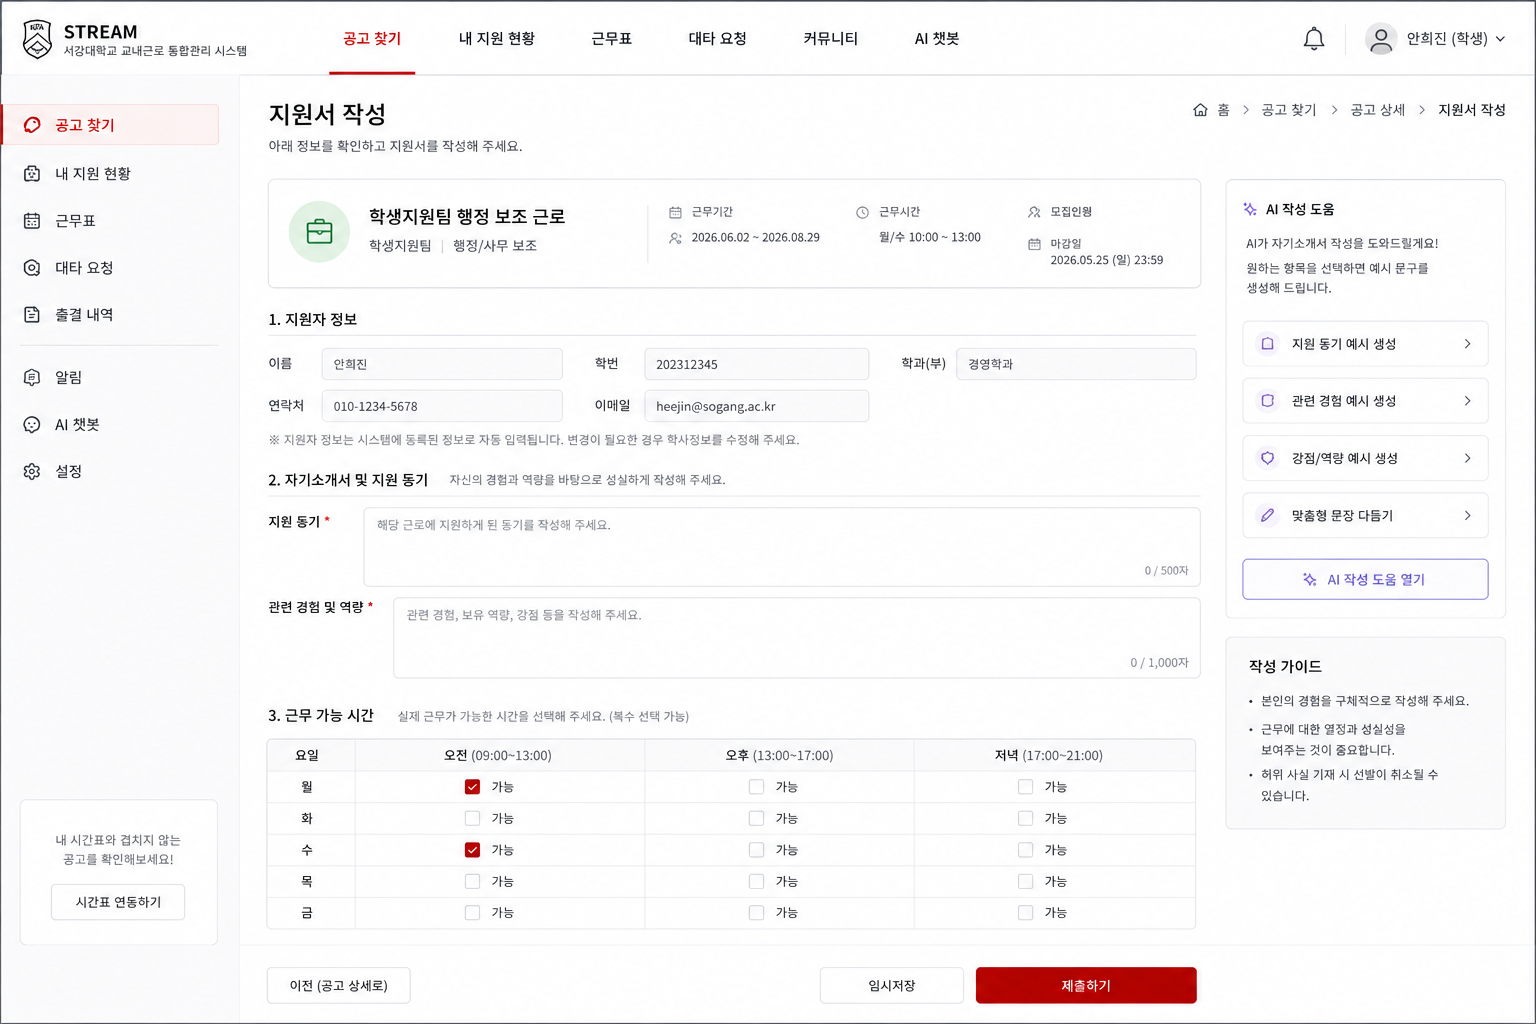 STREAM
서강대학교 교내근로 통합관리 시스템
공고 찾기
내 지원 현황
근무표
대타 요청
커뮤니티
AI 챗봇
안희진 (학생)
공고 찾기
내 지원 현황
근무표
대타 요청
출결 내역
알림
AI 챗봇
설정
내 시간표와 겹치지 않는
공고를 확인해보세요!
시간표 연동하기
지원서 작성
아래 정보를 확인하고 지원서를 작성해 주세요.
홈 > 공고 찾기 > 공고 상세 > 지원서 작성
학생지원팀 행정 보조 근로
학생지원팀 | 행정/사무 보조
근무기간
2026.06.02 ~ 2026.08.29
근무시간
월/수 10:00 ~ 13:00
모집인원
마감일
2026.05.25 (일) 23:59
1. 지원자 정보
이름
안희진
학번
202312345
학과(부)
경영학과
연락처
010-1234-5678
이메일
heejin@sogang.ac.kr
※ 지원자 정보는 시스템에 등록된 정보로 자동 입력됩니다. 변경이 필요한 경우 학사정보를 수정해 주세요.
2. 자기소개서 및 지원 동기
자신의 경험과 역량을 바탕으로 성실하게 작성해 주세요.
지원 동기 *
해당 근로에 지원하게 된 동기를 작성해 주세요.
0 / 500자
관련 경험 및 역량 *
관련 경험, 보유 역량, 강점 등을 작성해 주세요.
0 / 1,000자
3. 근무 가능 시간
실제 근무가 가능한 시간을 선택해 주세요. (복수 선택 가능)
요일 오전 (09:00~13:00) 오후 (13:00~17:00) 저녁 (17:00~21:00)
월 가능 가능 가능
화 가능 가능 가능
수 가능 가능 가능
목 가능 가능 가능
금 가능 가능 가능
이전 (공고 상세로)
임시저장
제출하기
AI 작성 도움
AI가 자기소개서 작성을 도와드릴게요!
원하는 항목을 선택하면 예시 문구를
생성해 드립니다.
지원 동기 예시 생성
관련 경험 예시 생성
강점/역량 예시 생성
맞춤형 문장 다듬기
AI 작성 도움 열기
작성 가이드
• 본인의 경험을 구체적으로 작성해 주세요.
• 근무에 대한 열정과 성실성을
보여주는 것이 중요합니다.
• 허위 사실 기재 시 선발이 취소될 수
있습니다.